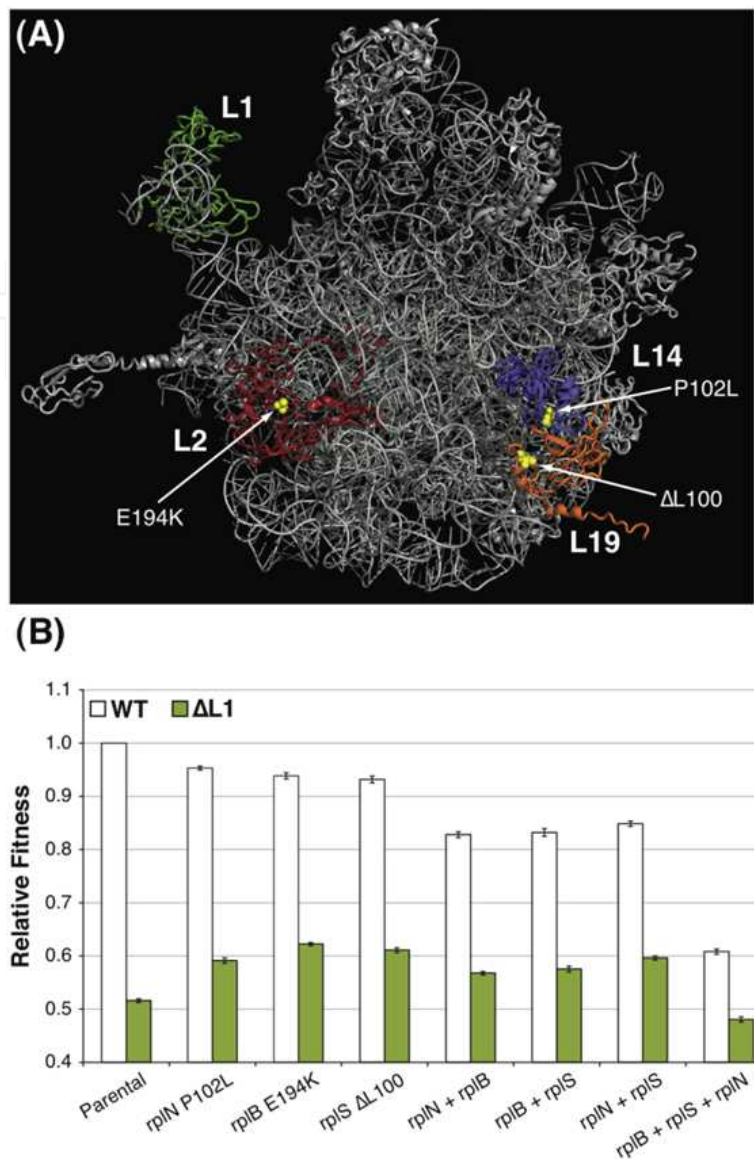 (A)
L1
L14
P102L
L2
E194K
ΔL100
L19
(B)
WT ΔL1
Relative Fitness
1.1
1.0
0.9
0.8
0.7
0.6
0.5
0.4
Parental
rplN P102L
rplB E194K
rplS ΔL100
rplN + rplB
rplB + rplS
rplN + rplS
rplB + rplS + rplN